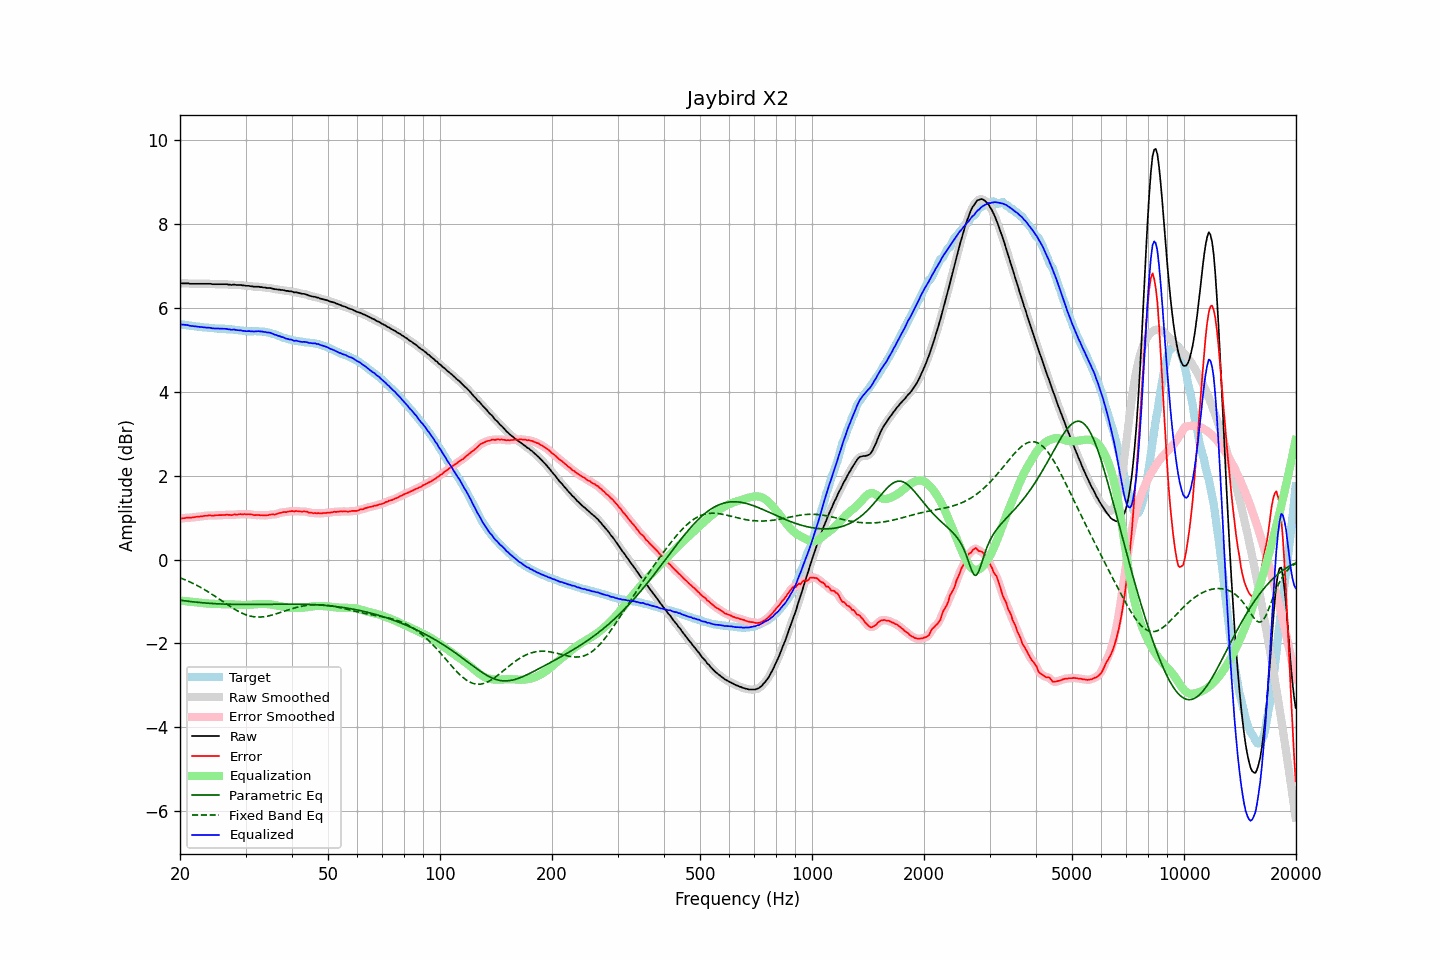 Jaybird X2
Amplitude (dBr)
10
8
6
4
2
0
−2
−4
−6
Target
Raw Smoothed
Error Smoothed
Raw
Error
Equalization
Parametric Eq
Fixed Band Eq
Equalized
20 50 100 200 500 1000 2000 5000 10000 20000
Frequency (Hz)